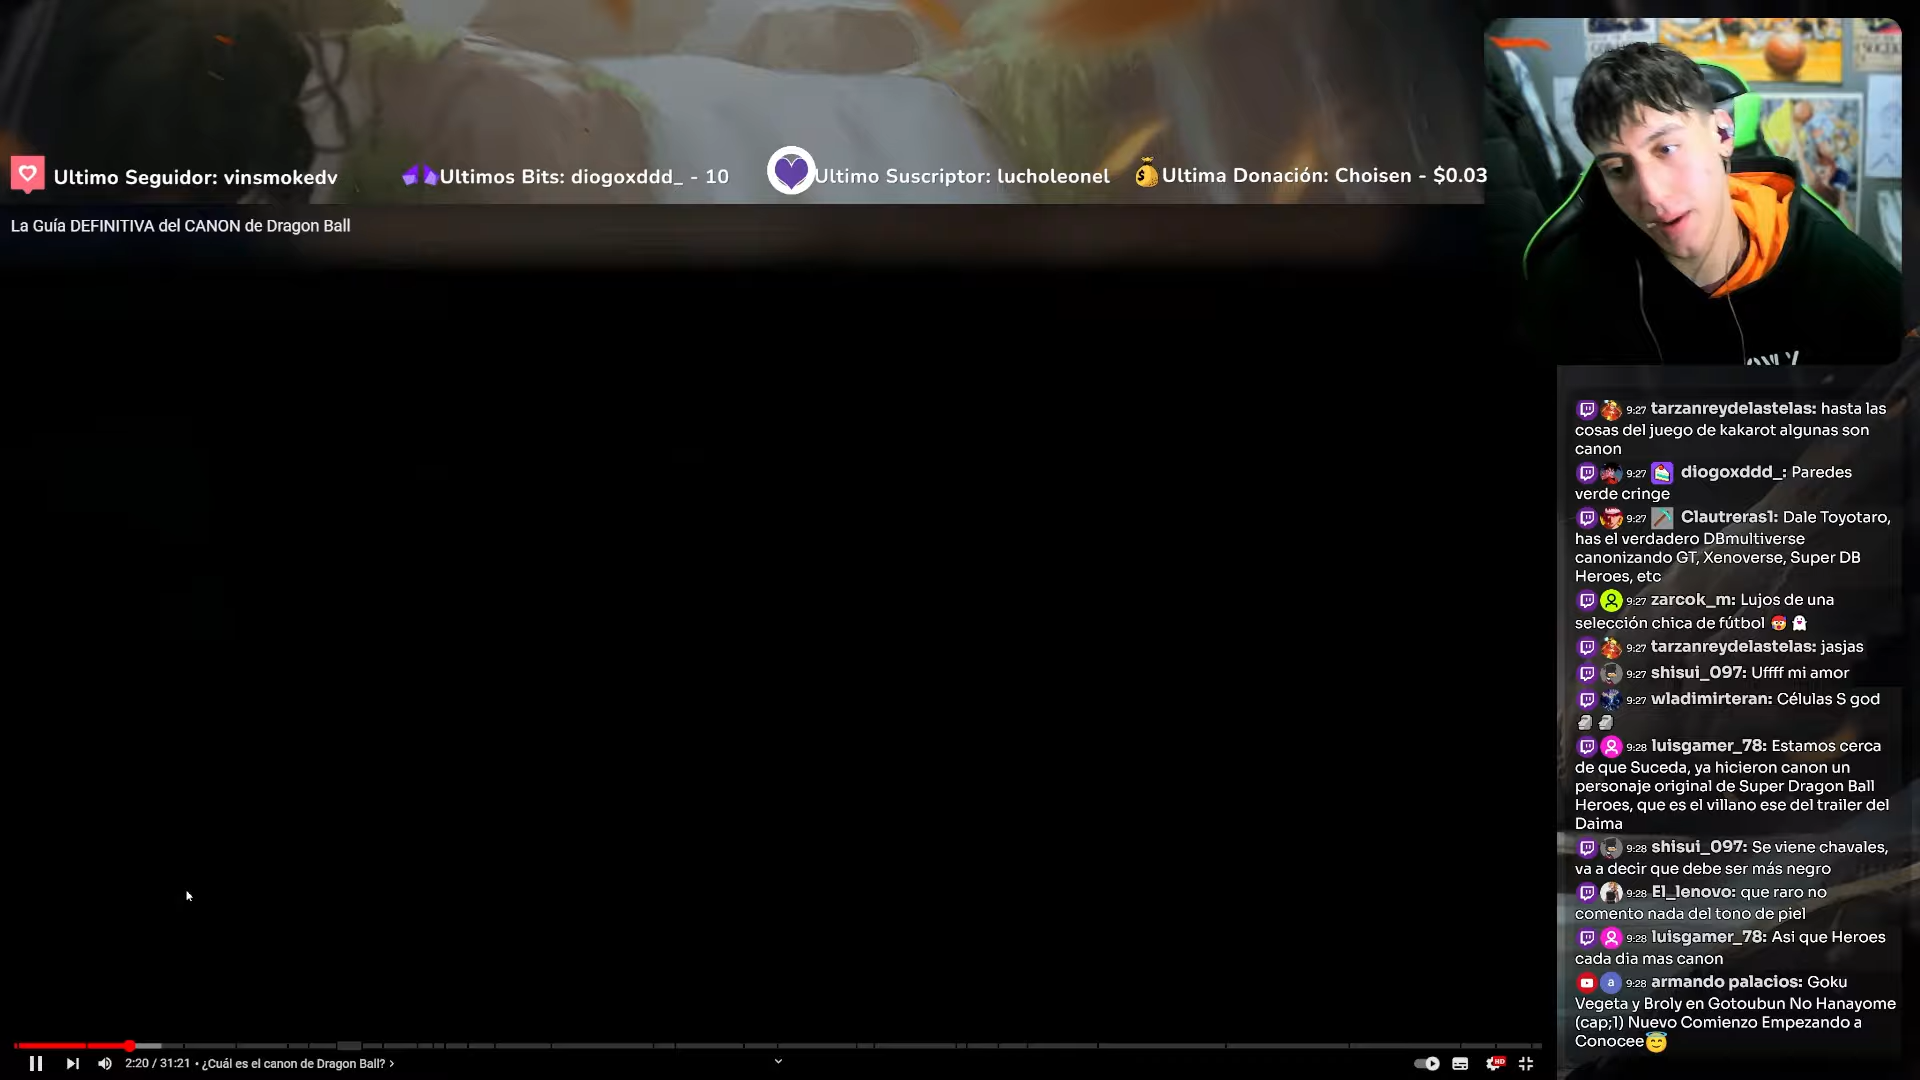 Ultimo Seguidor: vinsmokedv
Ultimos Bits: diogoxddd_ - 10
Ultimo Suscriptor: lucholeonel
Ultima Donación: Choisen - $0.03
La Guía DEFINITIVA del CANON de Dragon Ball
9:27 tarzanreydelastelas: hasta las
cosas del juego de kakarot algunas son
canon
9:27 diogoxddd_: Paredes
verde cringe
9:27 Clautreras1: Dale Toyotaro,
has el verdadero DBmultiverse
canonizando GT, Xenoverse, Super DB
Heroes, etc
9:27 zarcok_m: Lujos de una
selección chica de fútbol
9:27 tarzanreydelastelas: jasjas
9:27 shisui_097: Uffff mi amor
9:27 wladimirteran: Células S god
9:28 luisgamer_78: Estamos cerca
de que Suceda, ya hicieron canon un
personaje original de Super Dragon Ball
Heroes, que es el villano ese del trailer del
Daima
9:28 shisui_097: Se viene chavales,
va a decir que debe ser más negro
9:28 El_lenovo: que raro no
comento nada del tono de piel
9:28 luisgamer_78: Asi que Heroes
cada dia mas canon
a 9:28 armando palacios: Goku
Vegeta y Broly en Gotoubun No Hanayome
(cap;1) Nuevo Comienzo Empezando a
Conocee
2:20 / 31:21 • ¿Cuál es el canon de Dragon Ball? ›
HD